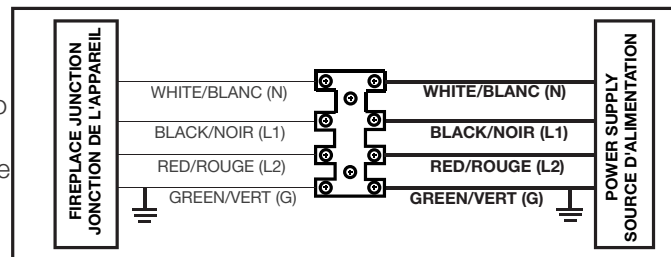 FIREPLACE JUNCTION
JONCTION DE L'APPAREIL
WHITE/BLANC (N)
BLACK/NOIR (L1)
RED/ROUGE (L2)
GREEN/VERT (G)
WHITE/BLANC (N)
BLACK/NOIR (L1)
RED/ROUGE (L2)
GREEN/VERT (G)
POWER SUPPLY
SOURCE D'ALIMENTATION